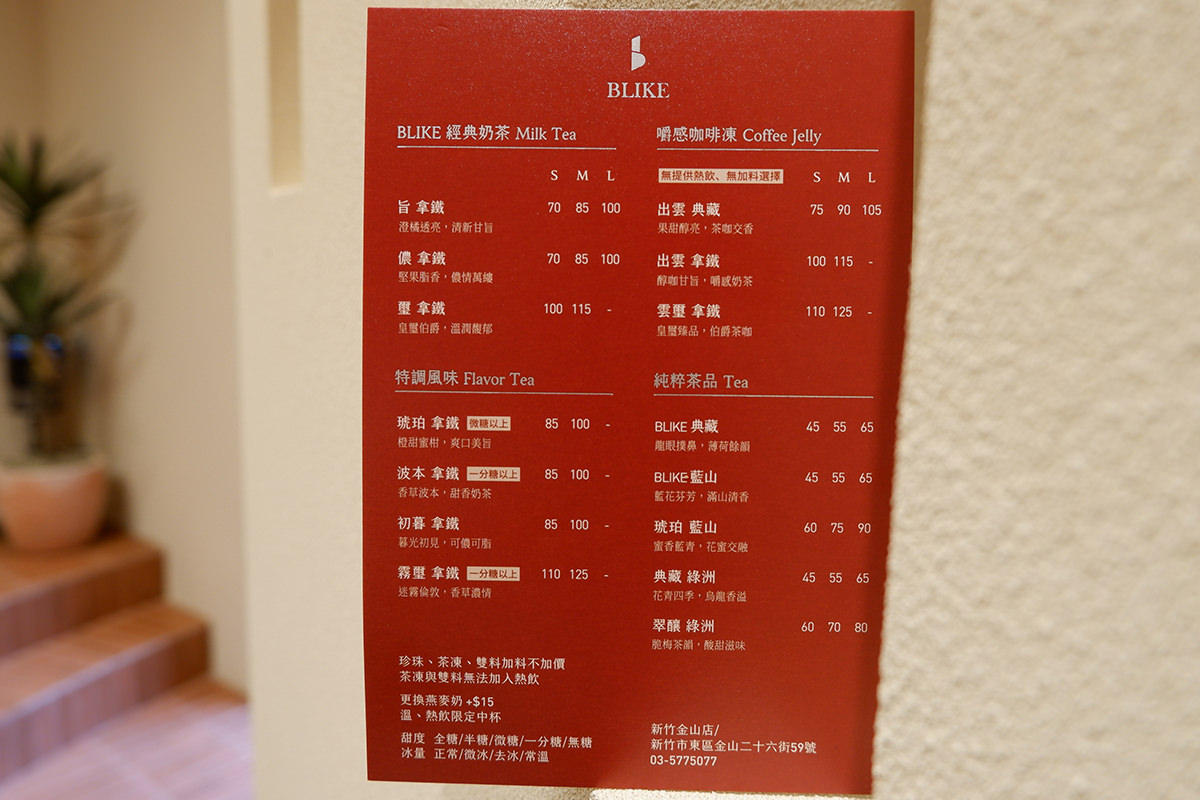 BLIKE
BLIKE 經典奶茶 Milk Tea
S M L
旨 拿鐵 70 85 100
澄橘透亮，清新甘旨
儂 拿鐵 70 85 100
堅果脂香，儂情萬縷
璽 拿鐵 100 115 -
皇璽伯爵，溫潤馥郁
特調風味 Flavor Tea
琥珀 拿鐵 微糖以上 85 100 -
橙甜蜜柑，爽口美旨
波本 拿鐵 一分糖以上 85 100 -
香草波本，甜香奶茶
初暮 拿鐵 85 100 -
暮光初見，可儂可脂
霧璽 拿鐵 一分糖以上 110 125 -
迷霧倫敦，香草濃情
珍珠、茶凍、雙料加料不加價
茶凍與雙料無法加入熱飲
更換燕麥奶 +$15
溫、熱飲限定中杯
甜度 全糖/半糖/微糖/一分糖/無糖
冰量 正常/微冰/去冰/常溫
嚼感咖啡凍 Coffee Jelly
無提供熱飲、無加料選擇 S M L
出雲 典藏 75 90 105
果甜醇亮，茶咖交香
出雲 拿鐵 100 115 -
醇咖甘旨，嚼感奶茶
雲璽 拿鐵 110 125 -
皇璽臻品，伯爵茶咖
純粹茶品 Tea
BLIKE 典藏 45 55 65
龍眼撲鼻，薄荷餘韻
BLIKE 藍山 45 55 65
藍花芬芳，滿山清香
琥珀 藍山 60 75 90
蜜香藍青，花蜜交融
典藏 綠洲 45 55 65
花青四季，烏龍香溢
翠釀 綠洲 60 70 80
脆梅茶韻，酸甜滋味
新竹金山店/
新竹市東區金山二十六街59號
03-5775077